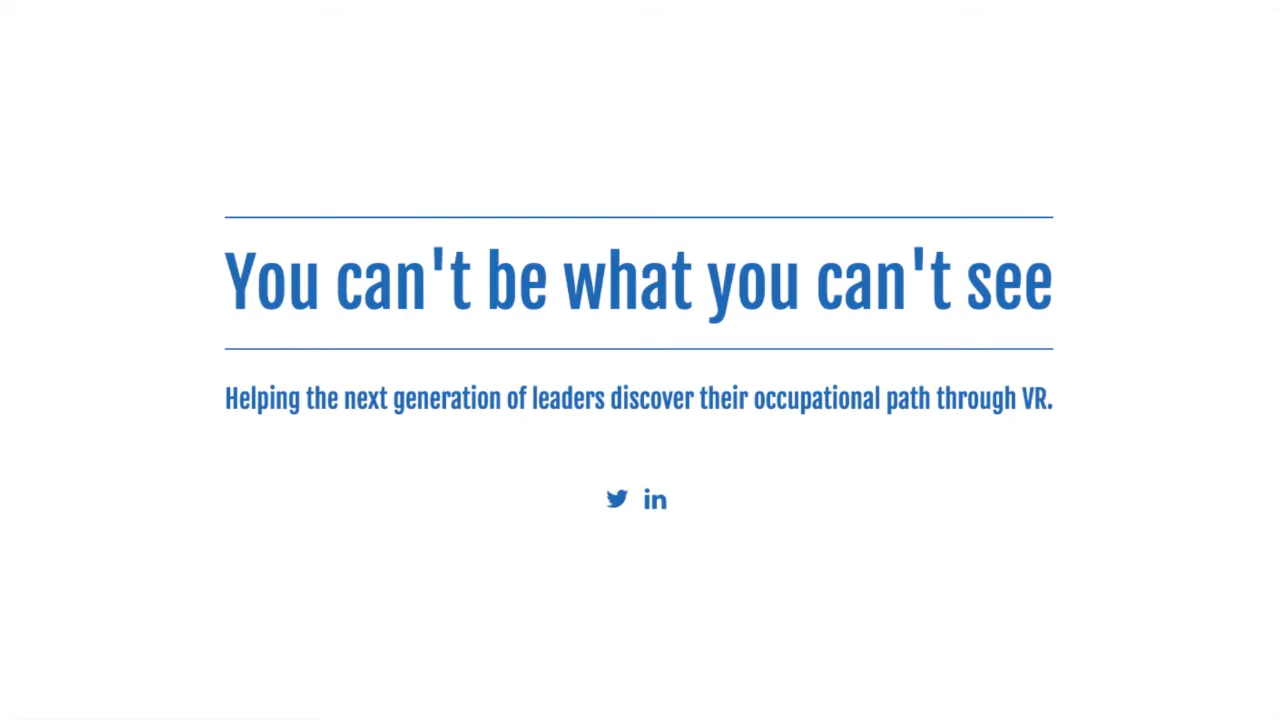 You can't be what you can't see
Helping the next generation of leaders discover their occupational path through VR.
in